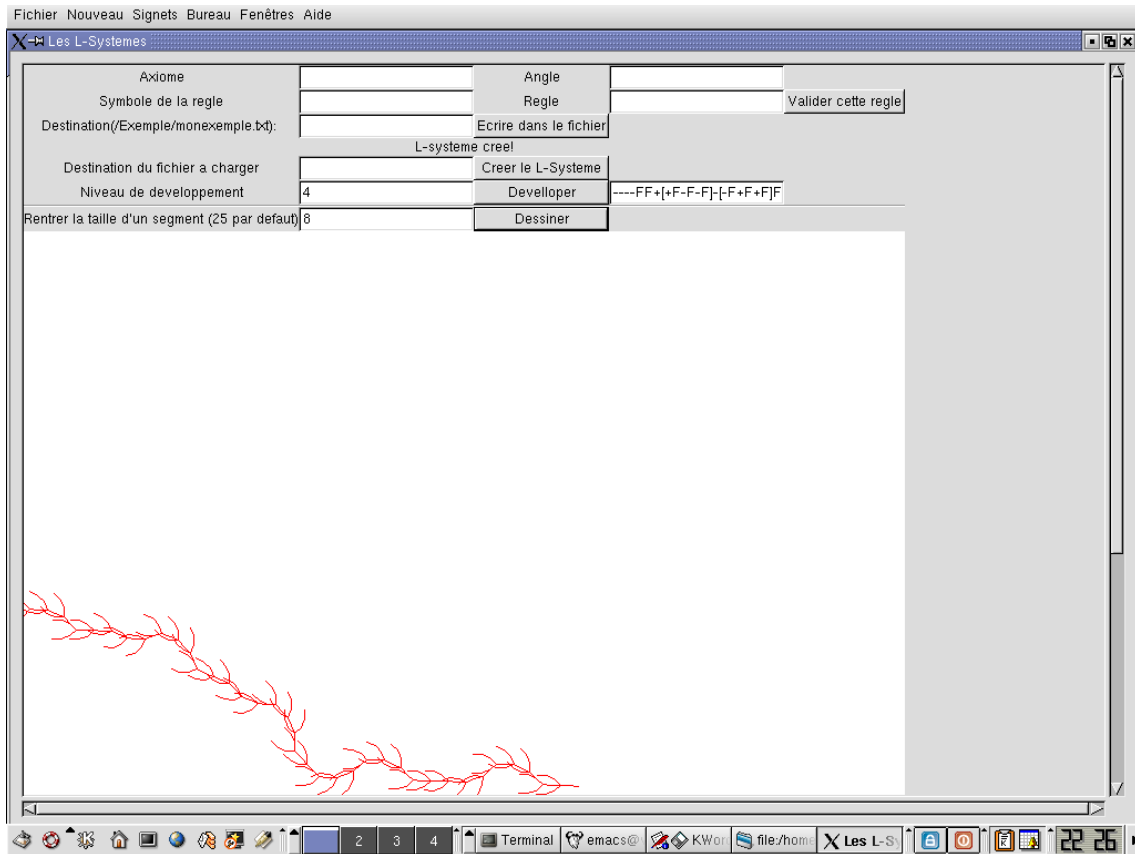 Fichier Nouveau Signets Bureau Fenêtres Aide
Les L-Systemes
Axiome Angle
Symbole de la regle Regle Valider cette regle
Destination(/Exemple/monexemple.txt): Ecrire dans le fichier
L-systeme cree!
Destination du fichier a charger Creer le L-Systeme
Niveau de developpement 4 Develloper ----FF+[+F-F-F]-[-F+F+F]F
Rentrer la taille d'un segment (25 par defaut) 8 Dessiner
2 3 4 Terminal emacs@ KWor file:/home Les L-Sy 22 26